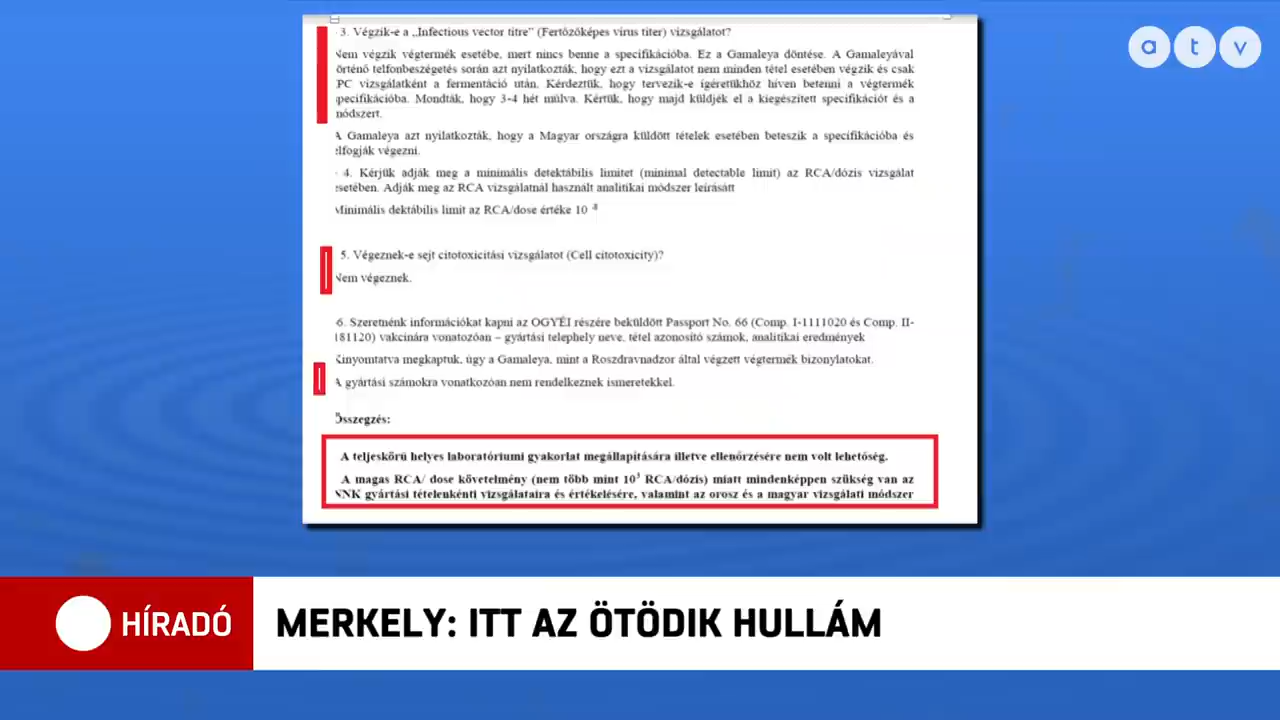 atv
3. Végzik-e a „Infectious vector titre” (Fertőzőképes vírus titer) vizsgálatot?
Nem végzik végtermék esetébe, mert nincs benne a specifikációba. Ez a Gamaleya döntése. A Gamaleyával
örténő telfonbeszégetés során azt nyilatkozták, hogy ezt a vizsgálatot nem minden tétel esetében végzik és csak
PC vizsgálatként a fermentáció után. Kérdeztük, hogy tervezik-e ígéretükhöz híven betenni a végtermék
pecifikációba. Mondták, hogy 3-4 hét múlva. Kértük, hogy majd küldjék el a kiegészített specifikációt és a
módszert.
A Gamaleya azt nyilatkozták, hogy a Magyar országra küldött tételek esetében beteszik a specifikációba és
elfogják végezni.
4. Kérjük adják meg a minimális detektábilis limitet (minimal detectable limit) az RCA/dózis vizsgálat
esetében. Adják meg az RCA vizsgálatnál használt analitikai módszer leírásátt
Minimális dektábilis limit az RCA/dose értéke 10
5. Végeznek-e sejt citotoxicitási vizsgálatot (Cell citotoxicity)?
Nem végeznek.
6. Szeretnénk információkat kapni az OGYÉI részére beküldött Passport No. 66 (Comp. I-1111020 és Comp. II-
181120) vakcinára vonatozóan – gyártási telephely neve, tétel azonosító számok, analitikai eredmények
Kinyomtatva megkaptuk, úgy a Gamaleya, mint a Roszdravnadzor által végzett végtermék bizonylatokat.
A gyártási számokra vonatkozóan nem rendelkeznek ismeretekkel.
Összegzés:
A teljeskörű helyes laboratóriumi gyakorlat megállapítására illetve ellenőrzésére nem volt lehetőség.
A magas RCA/ dose követelmény (nem több mint 10³ RCA/dózis) miatt mindenképpen szükség van az
NNK gyártási tételenkénti vizsgálataira és értékelésére, valamint az orosz és a magyar vizsgálati módszer
HÍRADÓ
MERKELY: ITT AZ ÖTÖDIK HULLÁM